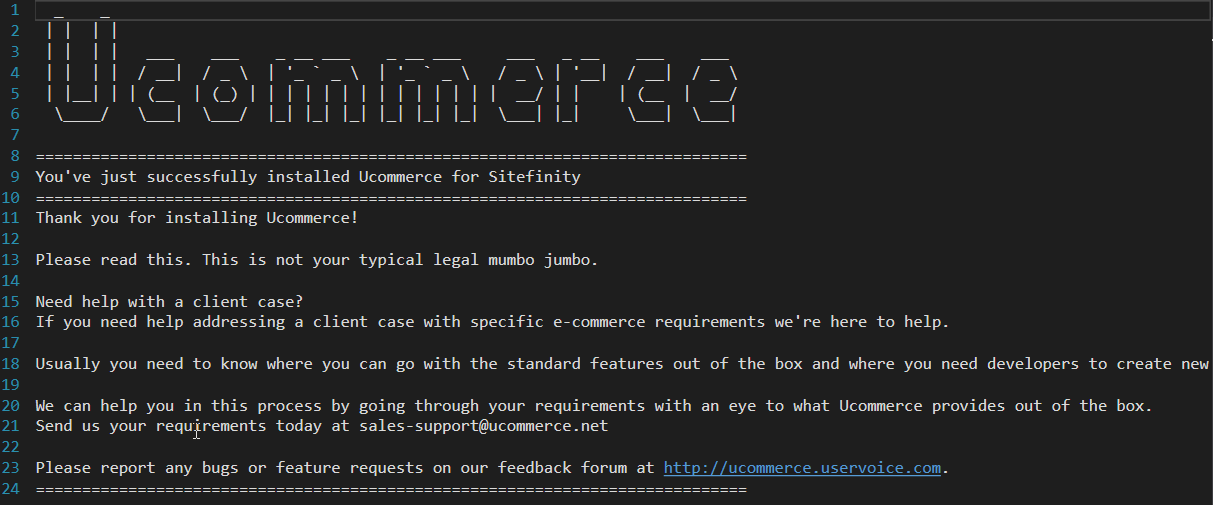 Ucommerce
1
2
3
4
5
6
7
8 =============================================================================
9 You've just successfully installed Ucommerce for Sitefinity
10 =============================================================================
11 Thank you for installing Ucommerce!
12
13 Please read this. This is not your typical legal mumbo jumbo.
14
15 Need help with a client case?
16 If you need help addressing a client case with specific e-commerce requirements we're here to help.
17
18 Usually you need to know where you can go with the standard features out of the box and where you need developers to create new
19
20 We can help you in this process by going through your requirements with an eye to what Ucommerce provides out of the box.
21 Send us your requirements today at sales-support@ucommerce.net
22
23 Please report any bugs or feature requests on our feedback forum at http://ucommerce.uservoice.com.
24 =============================================================================